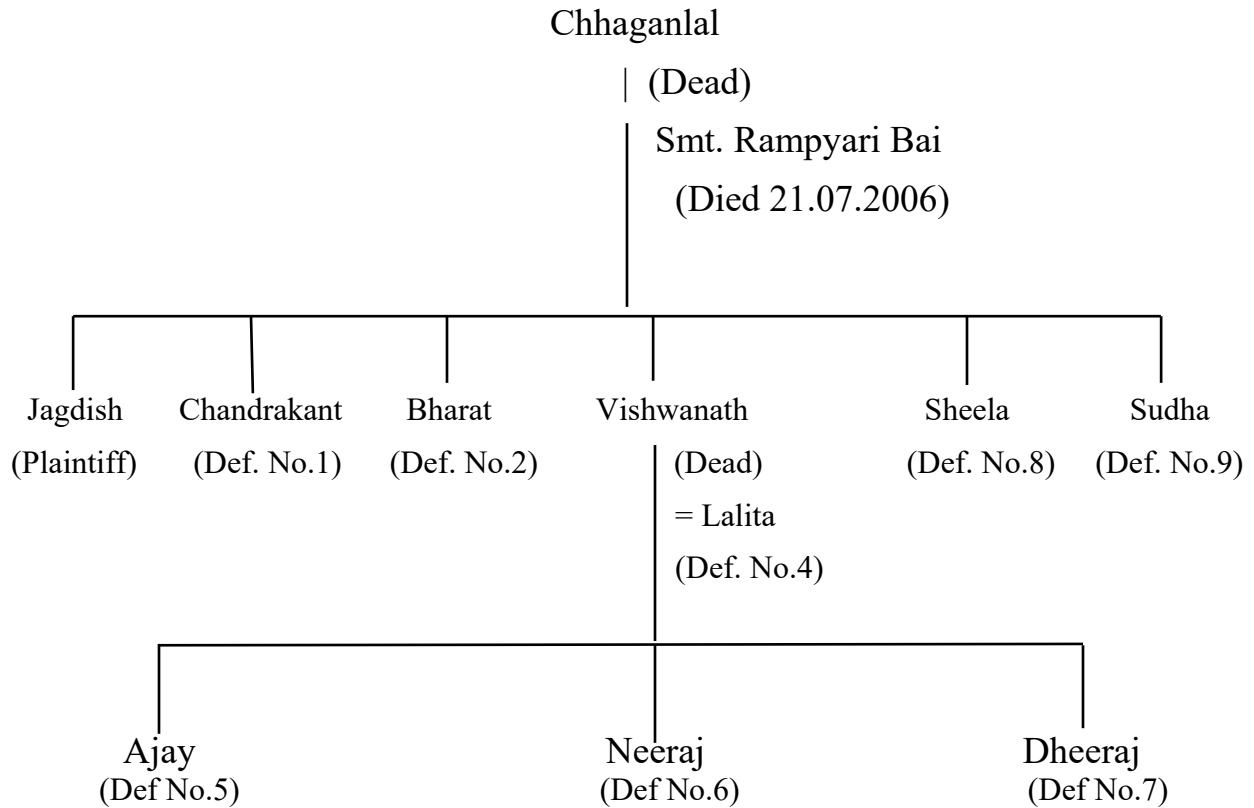 Chhaganlal
| (Dead)
Smt. Rampyari Bai
(Died 21.07.2006)
Jagdish Chandrakant Bharat Vishwanath Sheela Sudha
(Plaintiff) (Def. No.1) (Def. No.2) (Dead) (Def. No.8) (Def. No.9)
= Lalita
(Def. No.4)
Ajay Neeraj Dheeraj
(Def No.5) (Def No.6) (Def No.7)